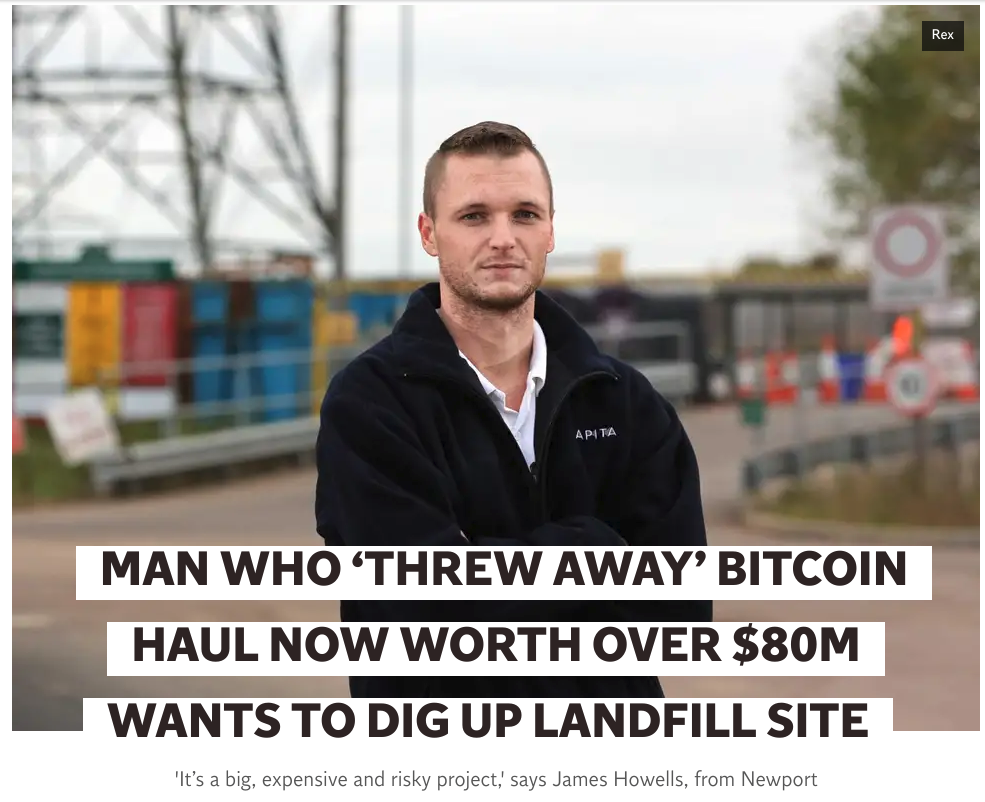 Rex
APITA
MAN WHO ‘THREW AWAY’ BITCOIN
HAUL NOW WORTH OVER $80M
WANTS TO DIG UP LANDFILL SITE
'It’s a big, expensive and risky project,' says James Howells, from Newport